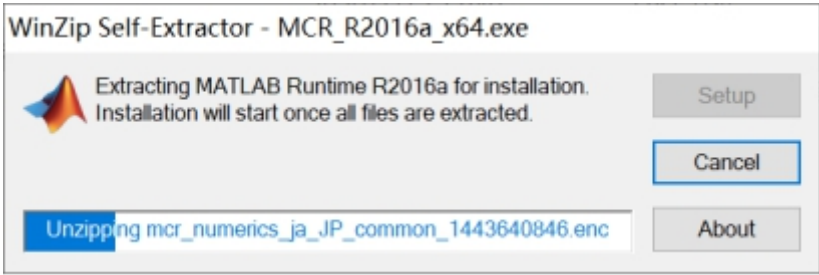 WinZip Self-Extractor - MCR_R2016a_x64.exe
Extracting MATLAB Runtime R2016a for installation.
Installation will start once all files are extracted.
Setup
Cancel
Unzipping mcr_numerics_ja_JP_common_1443640846.enc
About